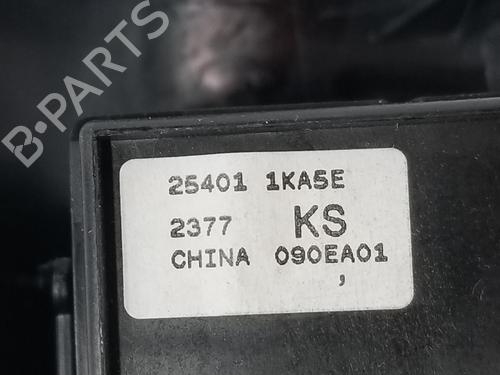 B-PARTS
25401 1KA5E
2377 KS
CHINA 090EA01
,